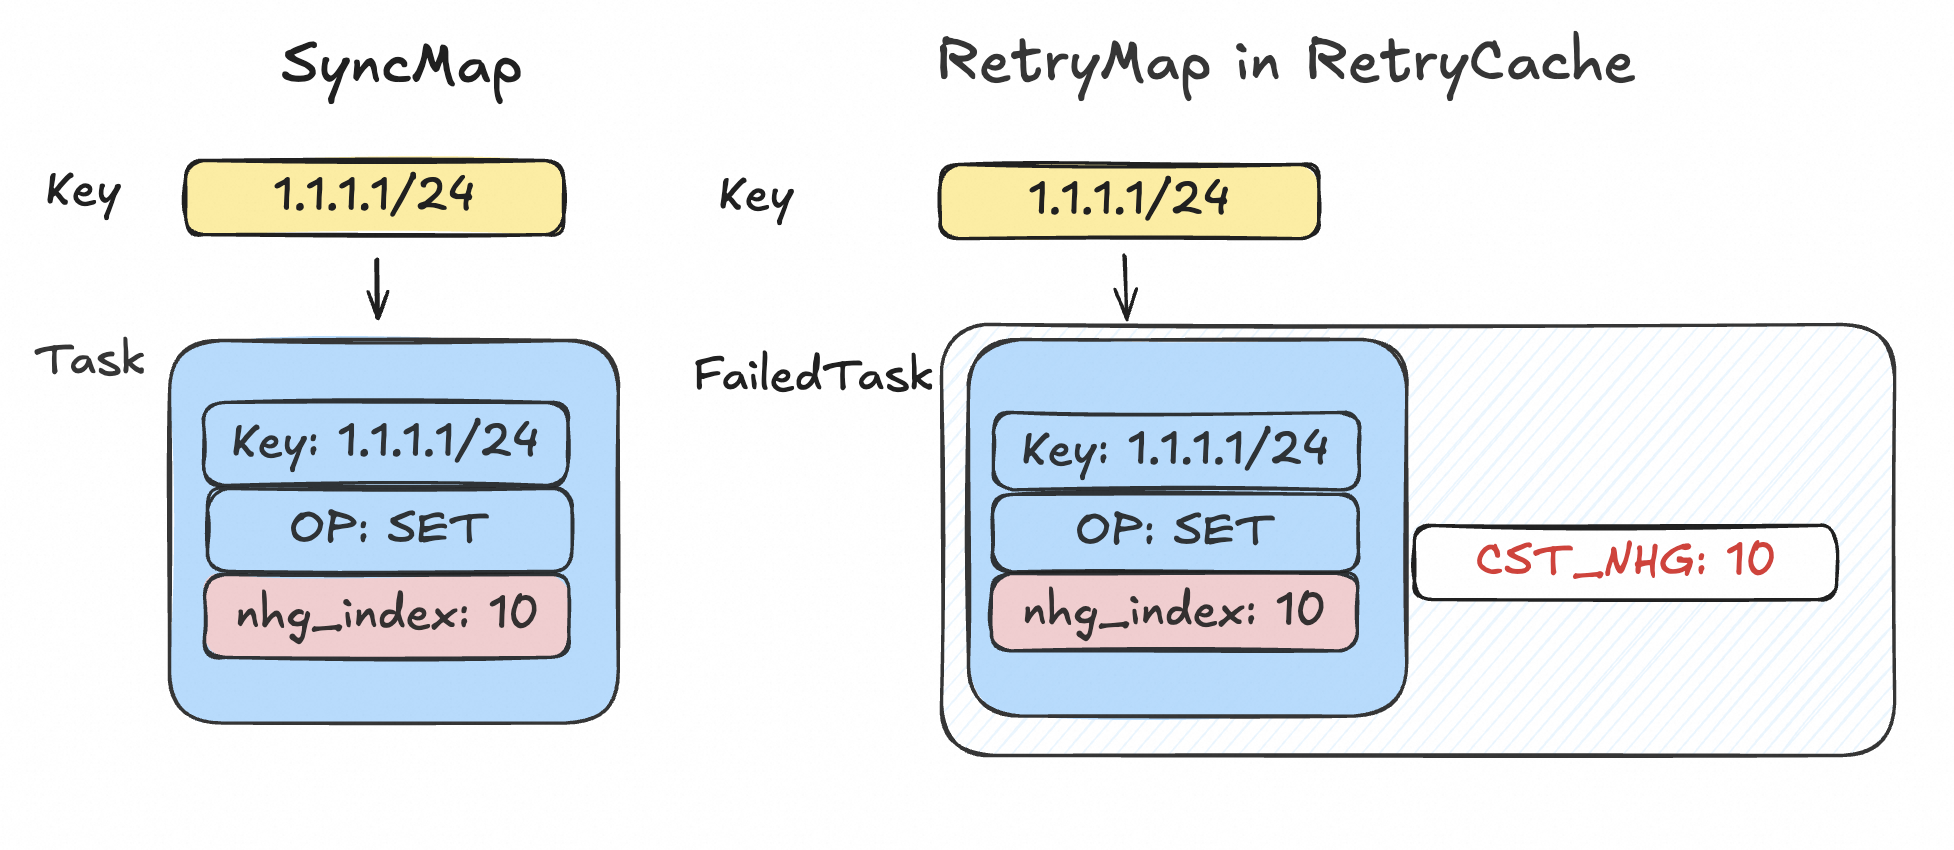 SyncMap
Key
1.1.1.1/24
Task
Key: 1.1.1.1/24
OP: SET
nhg_index: 10
RetryMap in RetryCache
Key
1.1.1.1/24
FailedTask
Key: 1.1.1.1/24
OP: SET
nhg_index: 10
CST_NHG: 10